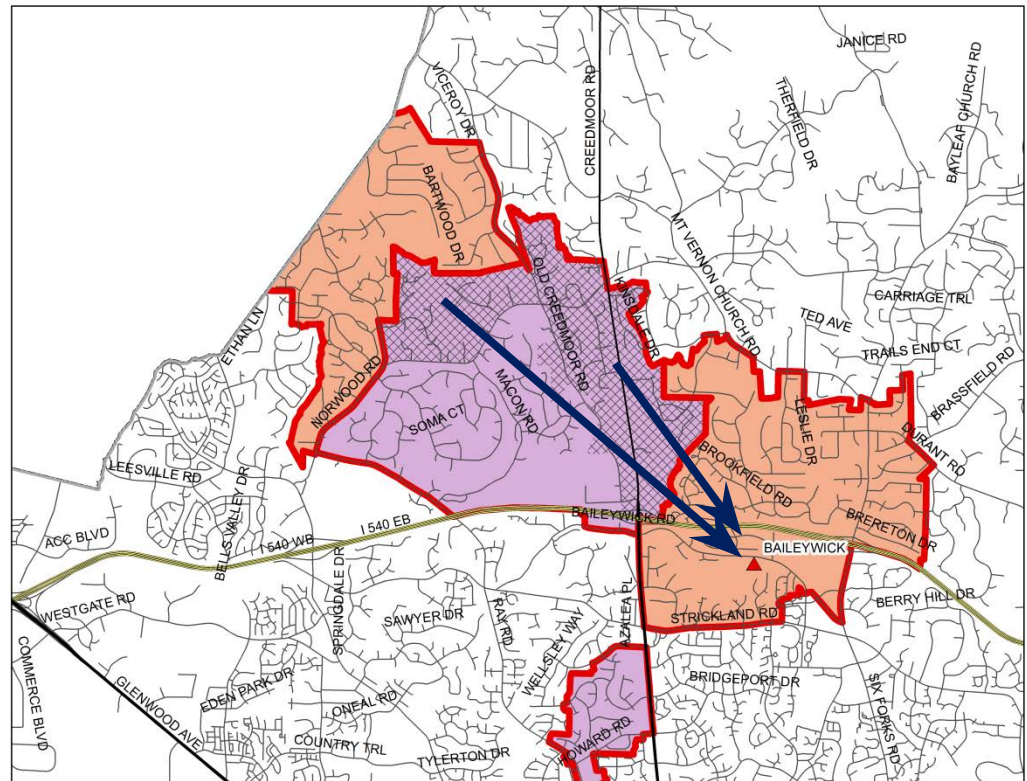 JANICE RD
VICEROY DR
CREEDMOOR RD
THERFIELD DR
BAYLEAF CHURCH RD
BARTWOOD DR
MT VERNON CHURCH RD
OLD CREEDMOOR RD
KINSDALE DR
CARRIAGE TRL
ETHAN LN
TED AVE
TRAILS END CT
BRASSFIELD RD
NORWOOD RD
MACON RD
SOMA CT
LESLIE DR
DURANT RD
BROOKFIELD RD
LEESVILLE RD
BELLS VALLEY DR
BAILEYWICK RD
BRERETON DR
ACC BLVD
I 540 WB
I 540 EB
BAILEYWICK
WESTGATE RD
SPRINGDALE DR
SAWYER DR
RAY RD
WELLSLEY WAY
AZALEA PL
STRICKLAND RD
BERRY HILL DR
COMMERCE BLVD
GLENWOOD AVE
EDEN PARK DR
ONEAL RD
BRIDGEPORT DR
SIX FORKS RD
COUNTRY TRL
TYLERTON DR
HOWARD RD